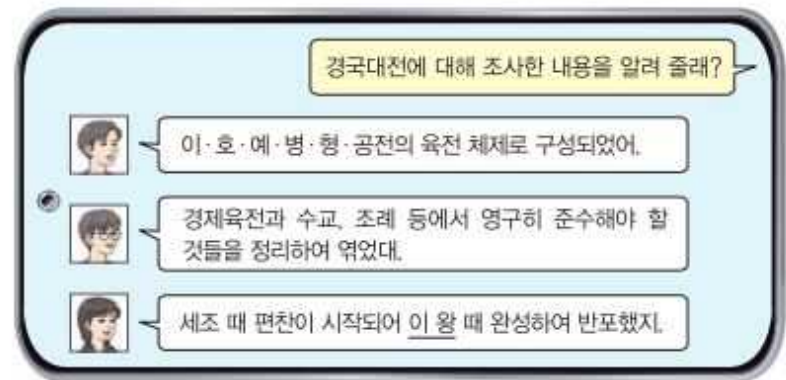 경국대전에 대해 조사한 내용을 알려 줄래?
이·호·예·병·형·공전의 육전 체제로 구성되었어.
경제육전과 수교, 조례 등에서 영구히 준수해야 할
것들을 정리하여 엮었대.
세조 때 편찬이 시작되어 이 왕 때 완성하여 반포했지.